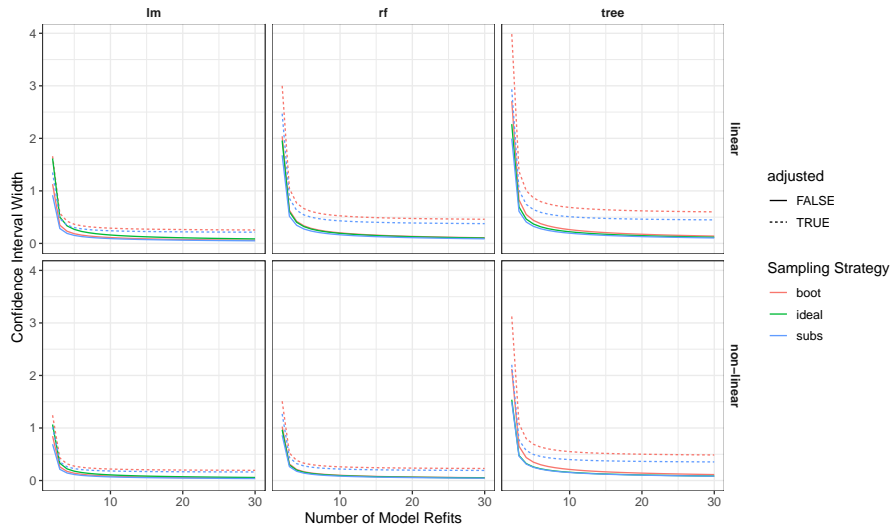 lm rf tree
4
3
2
1
0
linear
4
3
2
1
0
non−linear
10 20 30 10 20 30 10 20 30
Number of Model Refits
Confidence Interval Width
adjusted
FALSE
TRUE
Sampling Strategy
boot
ideal
subs